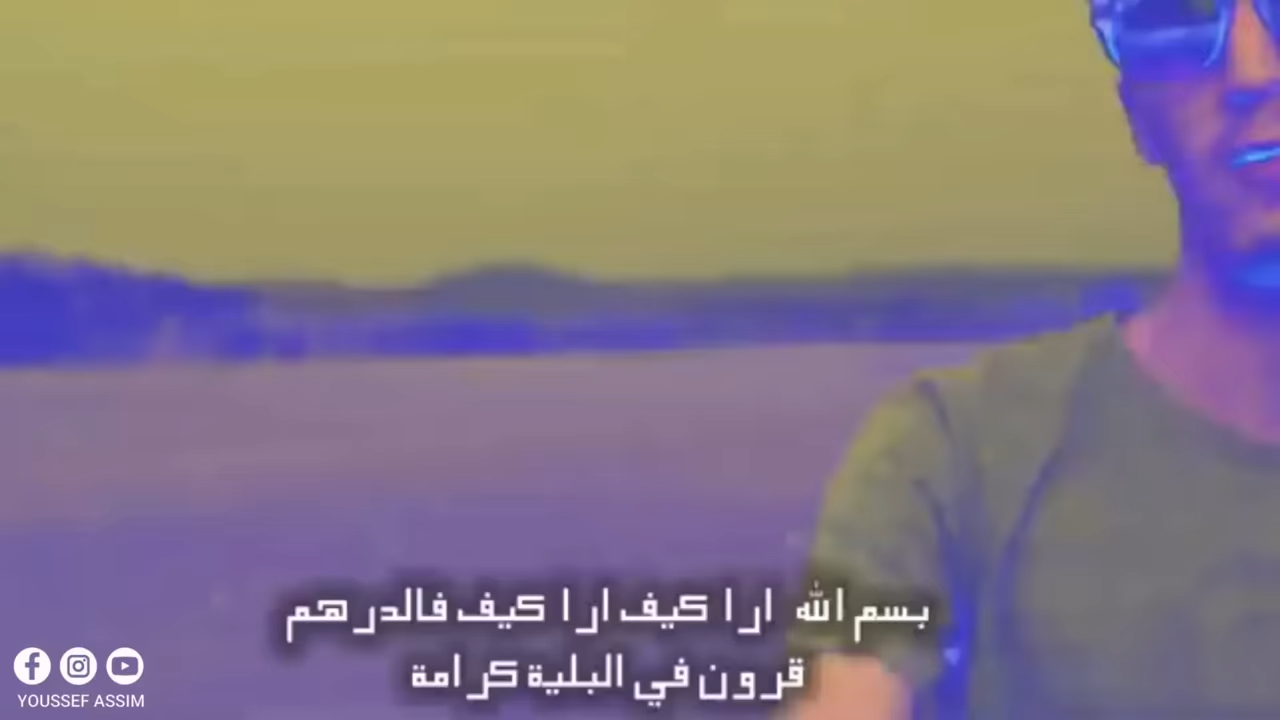 بسم الله ارا كيف ارا كيف فالدرهم
قرون في البلية كرامة
YOUSSEF ASSIM